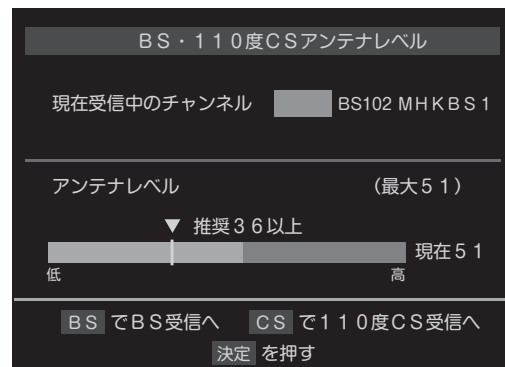 ＢＳ・１１０度ＣＳアンテナレベル
現在受信中のチャンネル BS102 ＭＨＫＢＳ１
アンテナレベル （最大５１）
▼ 推奨３６以上
現在５１
低 高
ＢＳ でＢＳ受信へ ＣＳ で１１０度ＣＳ受信へ
決定 を押す